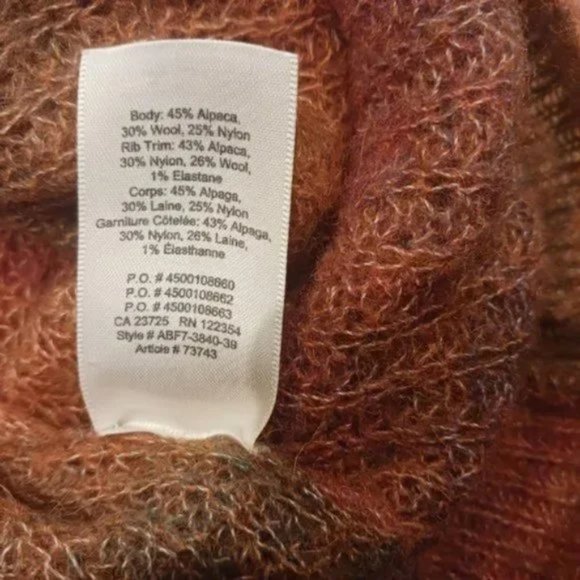 Body: 45% Alpaca,
30% Wool, 25% Nylon
Rib Trim: 43% Alpaca,
30% Nylon, 26% Wool,
1% Elastane
Corps: 45% Alpaga,
30% Laine, 25% Nylon
Garniture Côtelée: 43% Alpaga,
30% Nylon, 26% Laine,
1% Élasthanne
P.O. # 4500108660
P.O. # 4500108662
P.O. # 4500108663
CA 23725 RN 122354
Style # ABF7-3840-39
Article # 73743